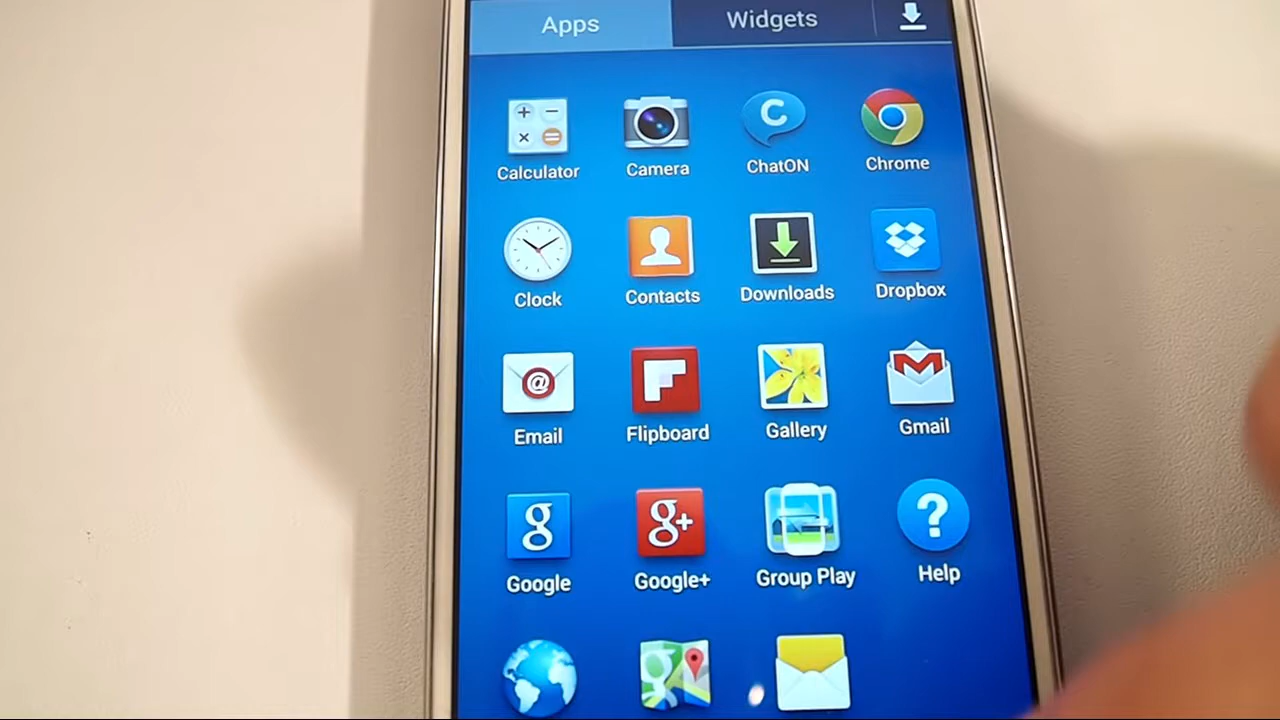 Apps Widgets
Calculator Camera ChatON Chrome
Clock Contacts Downloads Dropbox
Email Flipboard Gallery Gmail
Google Google+ Group Play Help